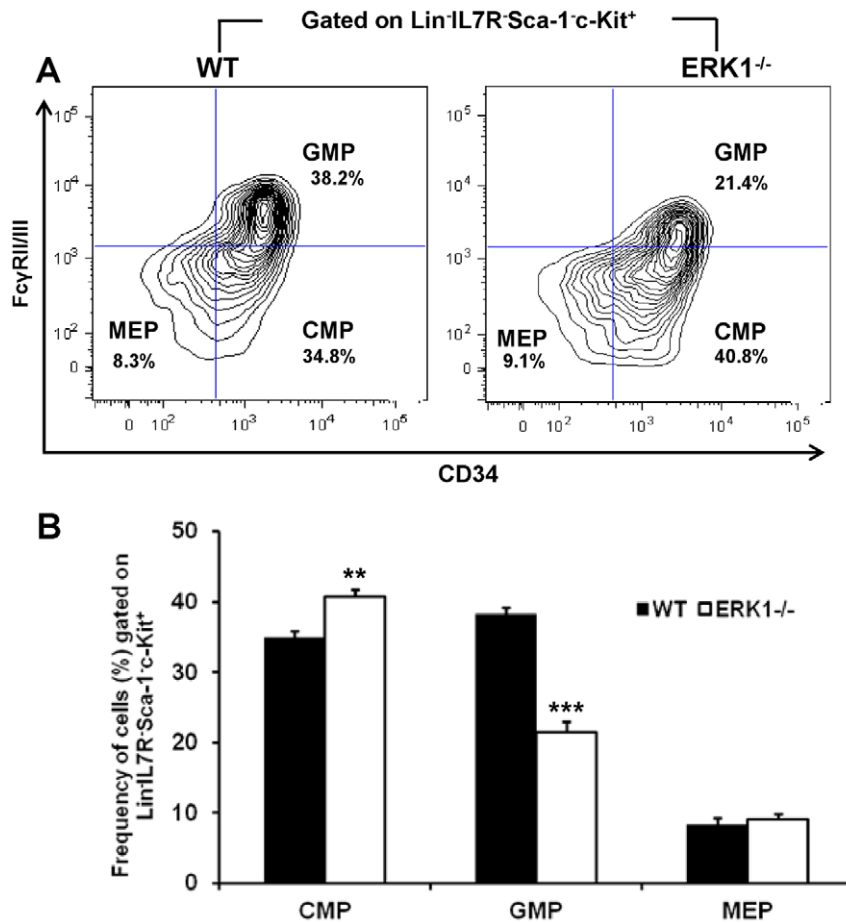 Gated on Lin⁻IL7R⁻Sca-1⁻c-Kit⁺
A
WT
ERK1⁻/⁻
FcγRII/III
10⁵
10⁴
10³
10²
0
GMP
38.2%
MEP
8.3%
CMP
34.8%
0 10² 10³ 10⁴ 10⁵
10⁵
10⁴
10³
10²
0
GMP
21.4%
MEP
9.1%
CMP
40.8%
0 10² 10³ 10⁴ 10⁵
CD34
B
Frequency of cells (%) gated on
Lin⁻IL7R⁻Sca-1⁻c-Kit⁺
50
40
30
20
10
0
**
***
WT ERK1-/-
CMP GMP MEP